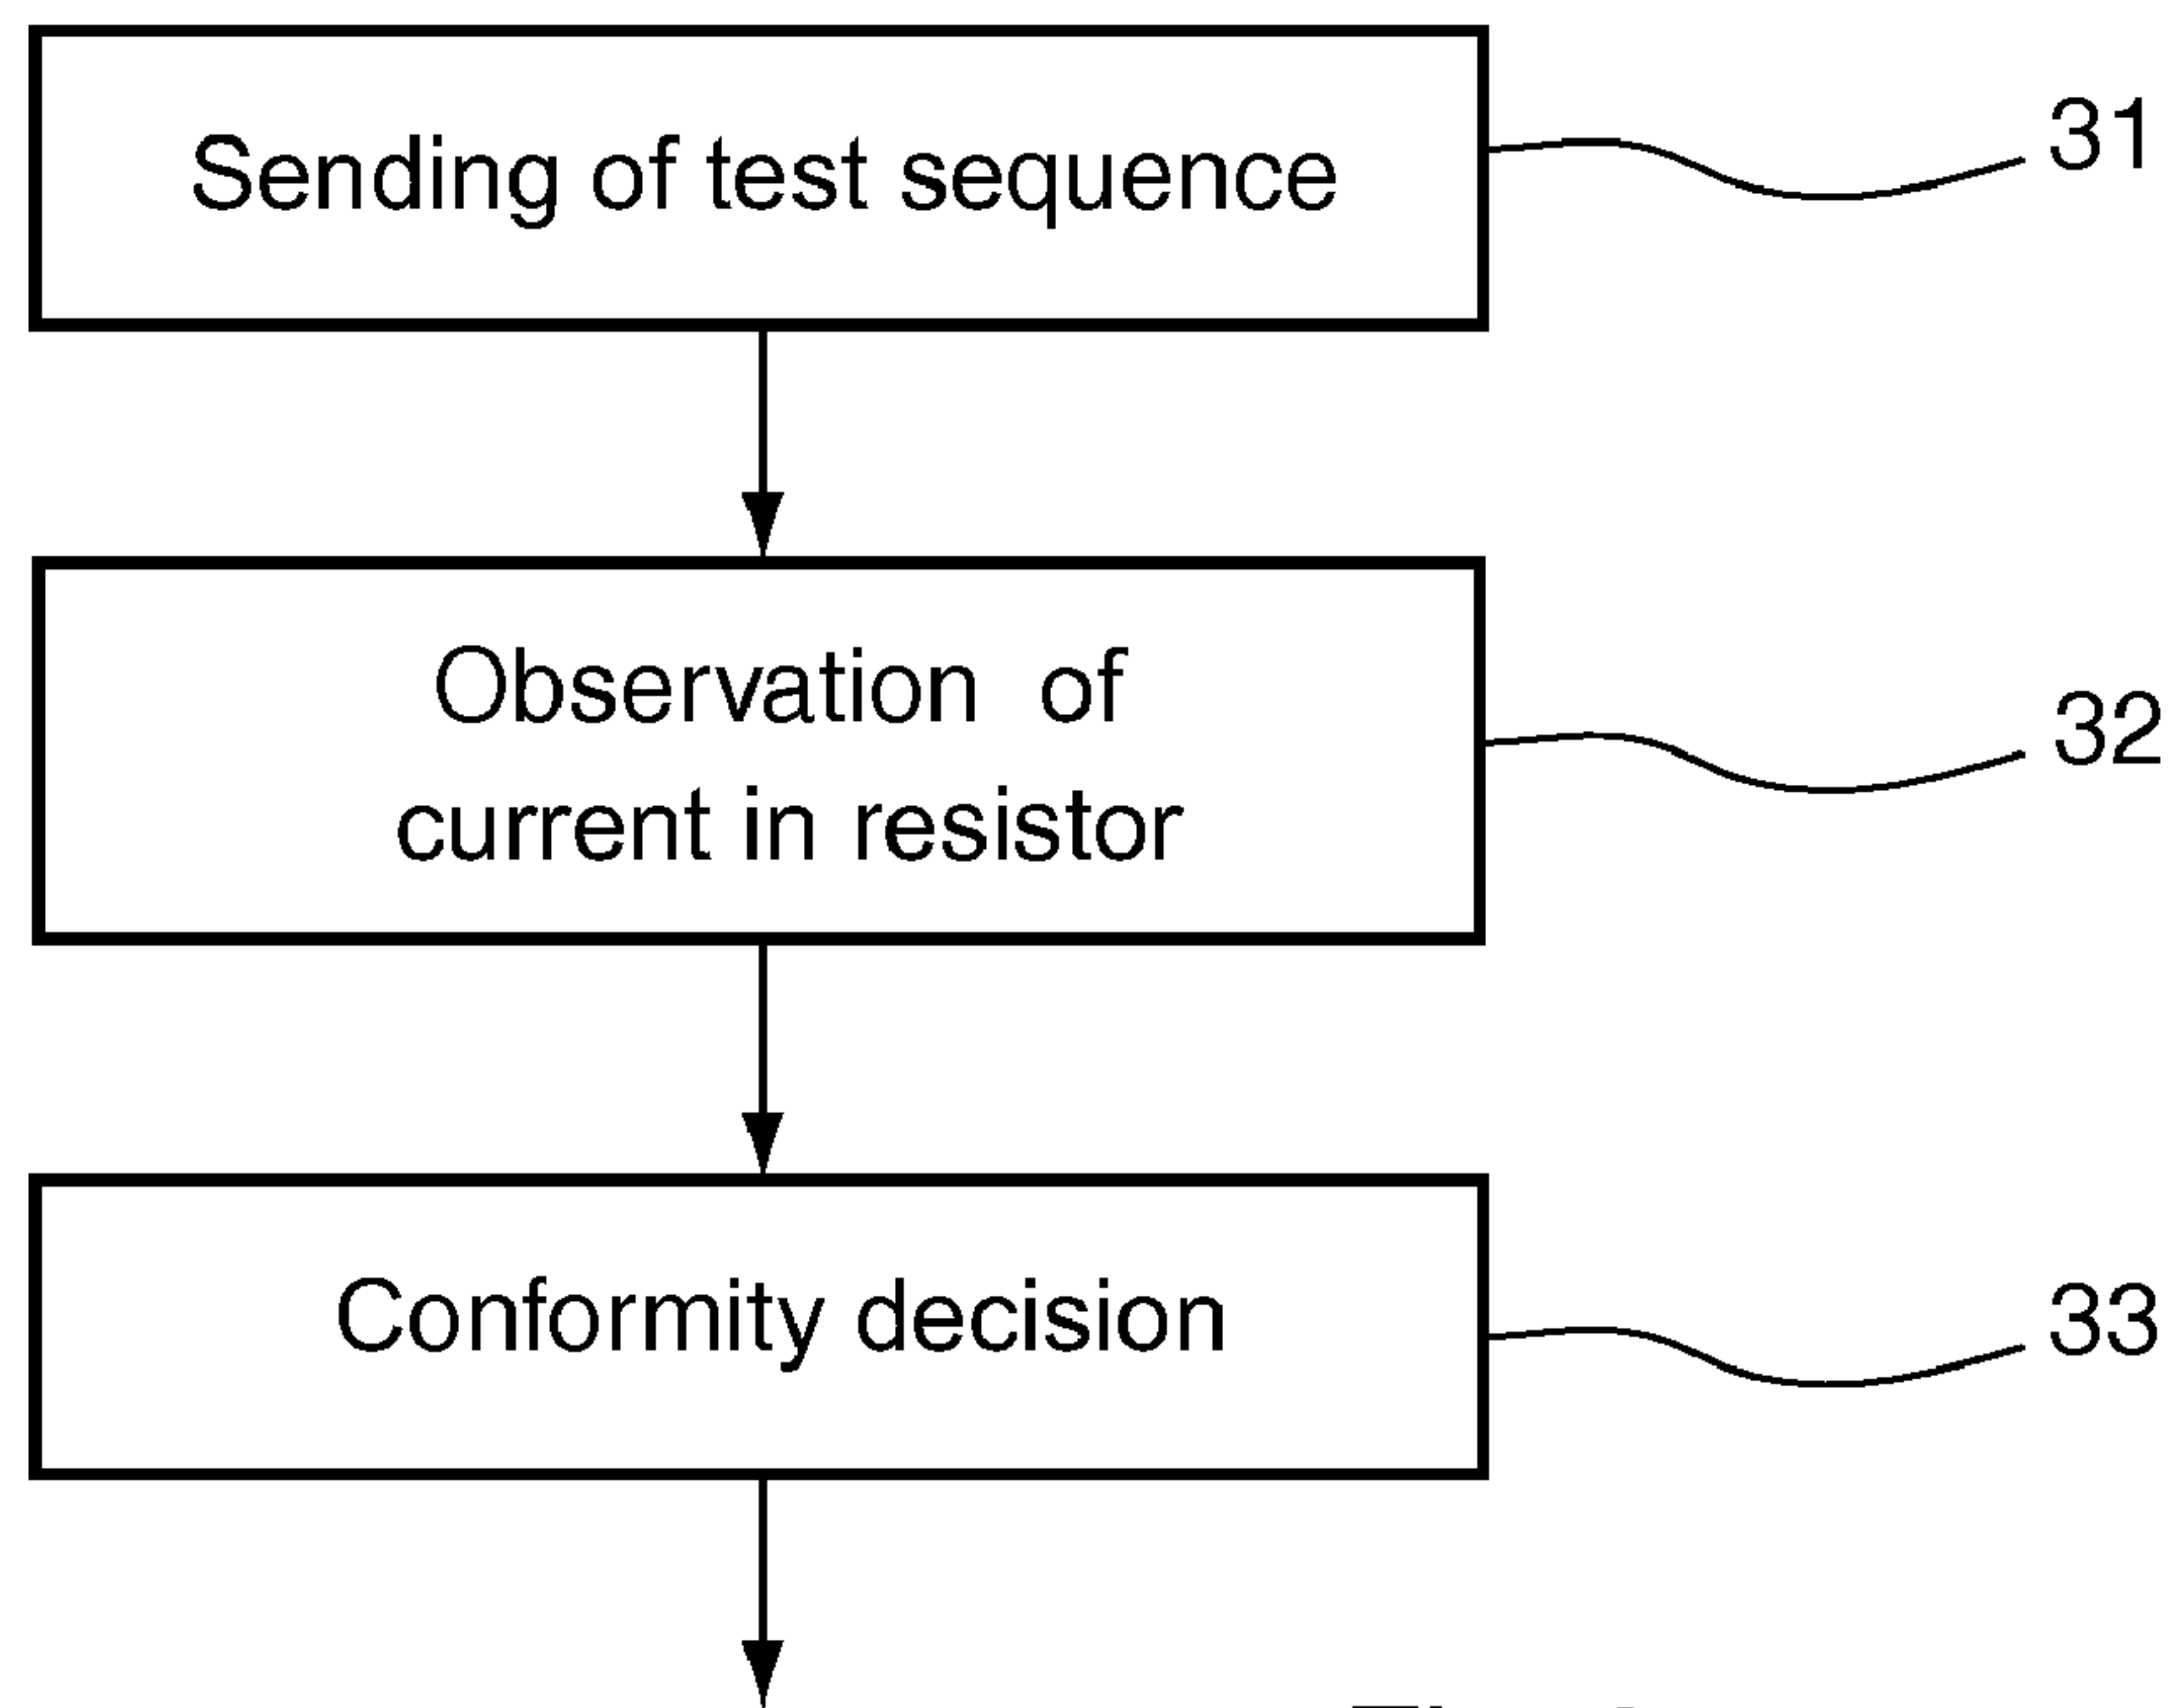 Sending of test sequence
31
Observation of
current in resistor
32
Conformity decision
33